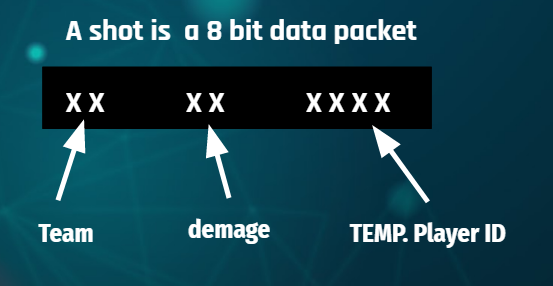 A shot is a 8 bit data packet
X X X X X X X X
Team demage TEMP. Player ID